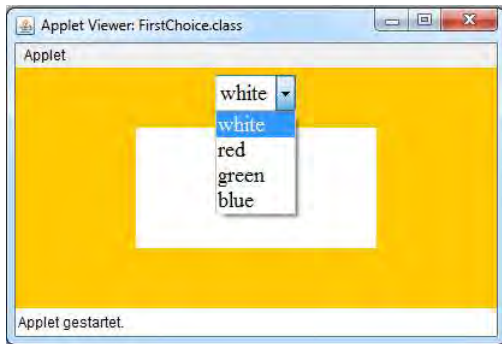 Applet Viewer: FirstChoice.class
Applet
white
white
red
green
blue
Applet gestartet.